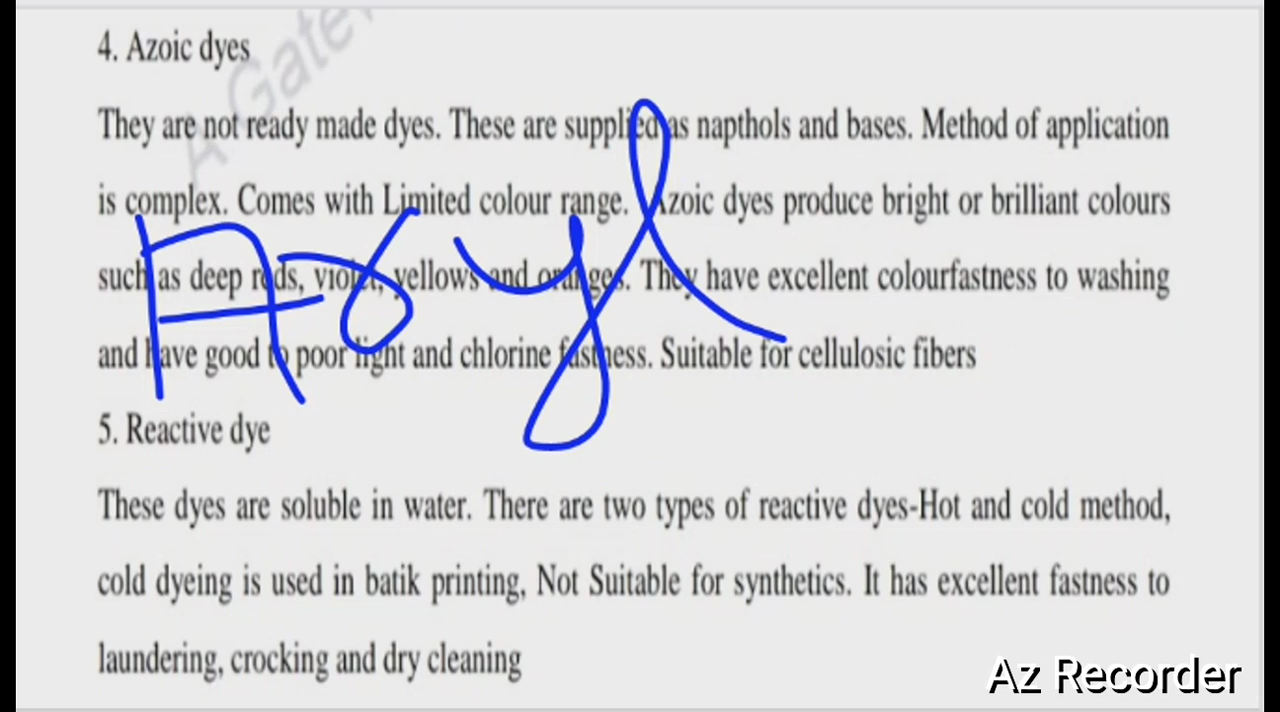 4. Azoic dyes
They are not ready made dyes. These are supplied as napthols and bases. Method of application
is complex. Comes with Limited colour range. Azoic dyes produce bright or brilliant colours
such as deep reds, violet, yellows and oranges. They have excellent colourfastness to washing
and have good to poor light and chlorine fastness. Suitable for cellulosic fibers
5. Reactive dye
These dyes are soluble in water. There are two types of reactive dyes-Hot and cold method,
cold dyeing is used in batik printing, Not Suitable for synthetics. It has excellent fastness to
laundering, crocking and dry cleaning
Az Recorder